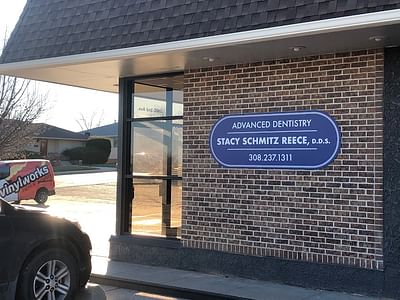 ADVANCED DENTISTRY
STACY SCHMITZ REECE, D.D.S.
308.237.1311
vinylworks